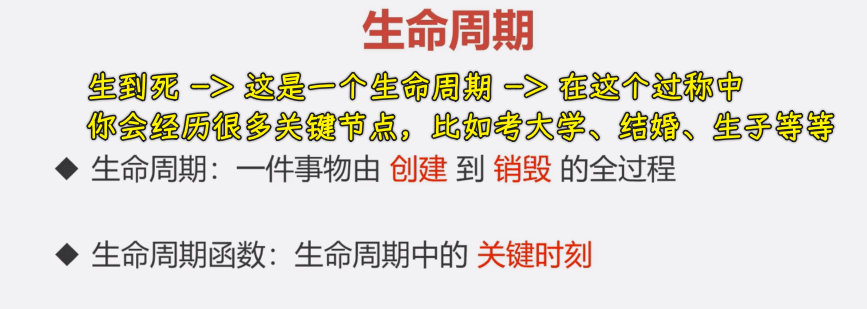 生命周期
生到死 -> 这是一个生命周期 -> 在这个过称中
你会经历很多关键节点，比如考大学、结婚、生子等等
◆ 生命周期：一件事物由 创建 到 销毁 的全过程
◆ 生命周期函数：生命周期中的 关键时刻